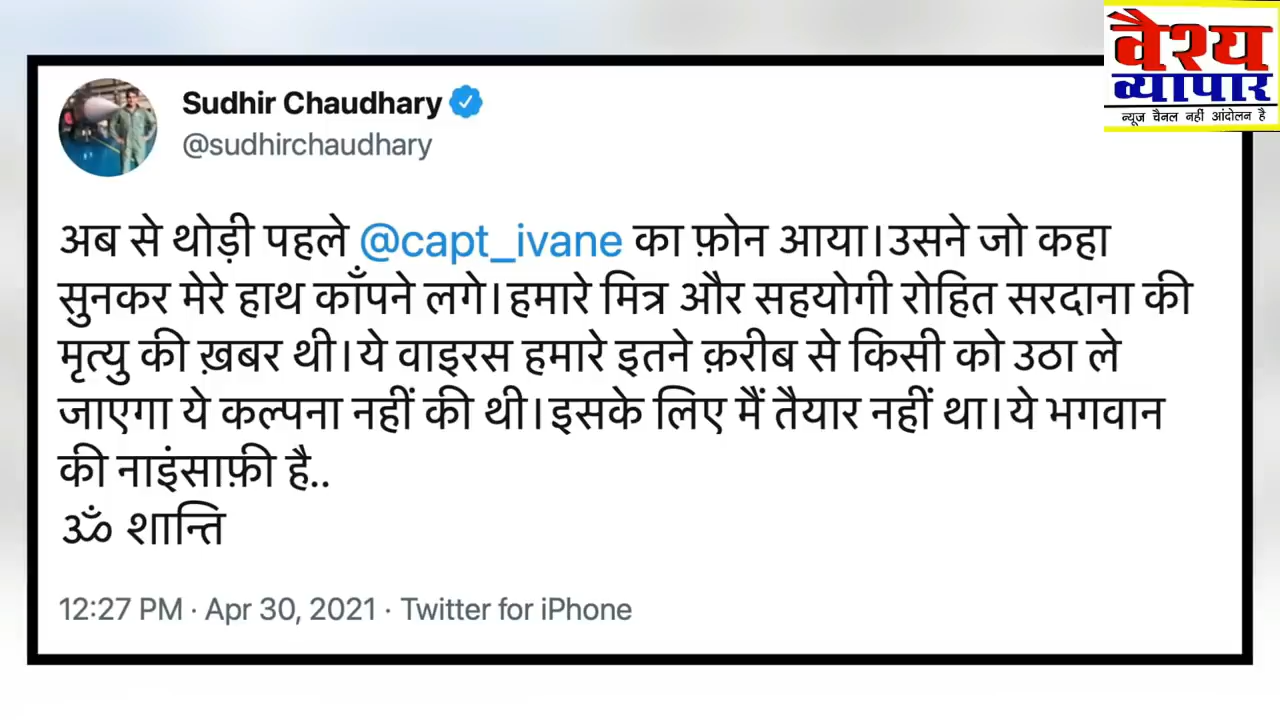 वैश्य
व्यापार
न्यूज चैनल नहीं आंदोलन है
Sudhir Chaudhary
@sudhirchaudhary
अब से थोड़ी पहले @capt_ivane का फ़ोन आया।उसने जो कहा
सुनकर मेरे हाथ काँपने लगे।हमारे मित्र और सहयोगी रोहित सरदाना की
मृत्यु की ख़बर थी।ये वाइरस हमारे इतने क़रीब से किसी को उठा ले
जाएगा ये कल्पना नहीं की थी।इसके लिए मैं तैयार नहीं था।ये भगवान
की नाइंसाफ़ी है..
ॐ शान्ति
12:27 PM · Apr 30, 2021 · Twitter for iPhone